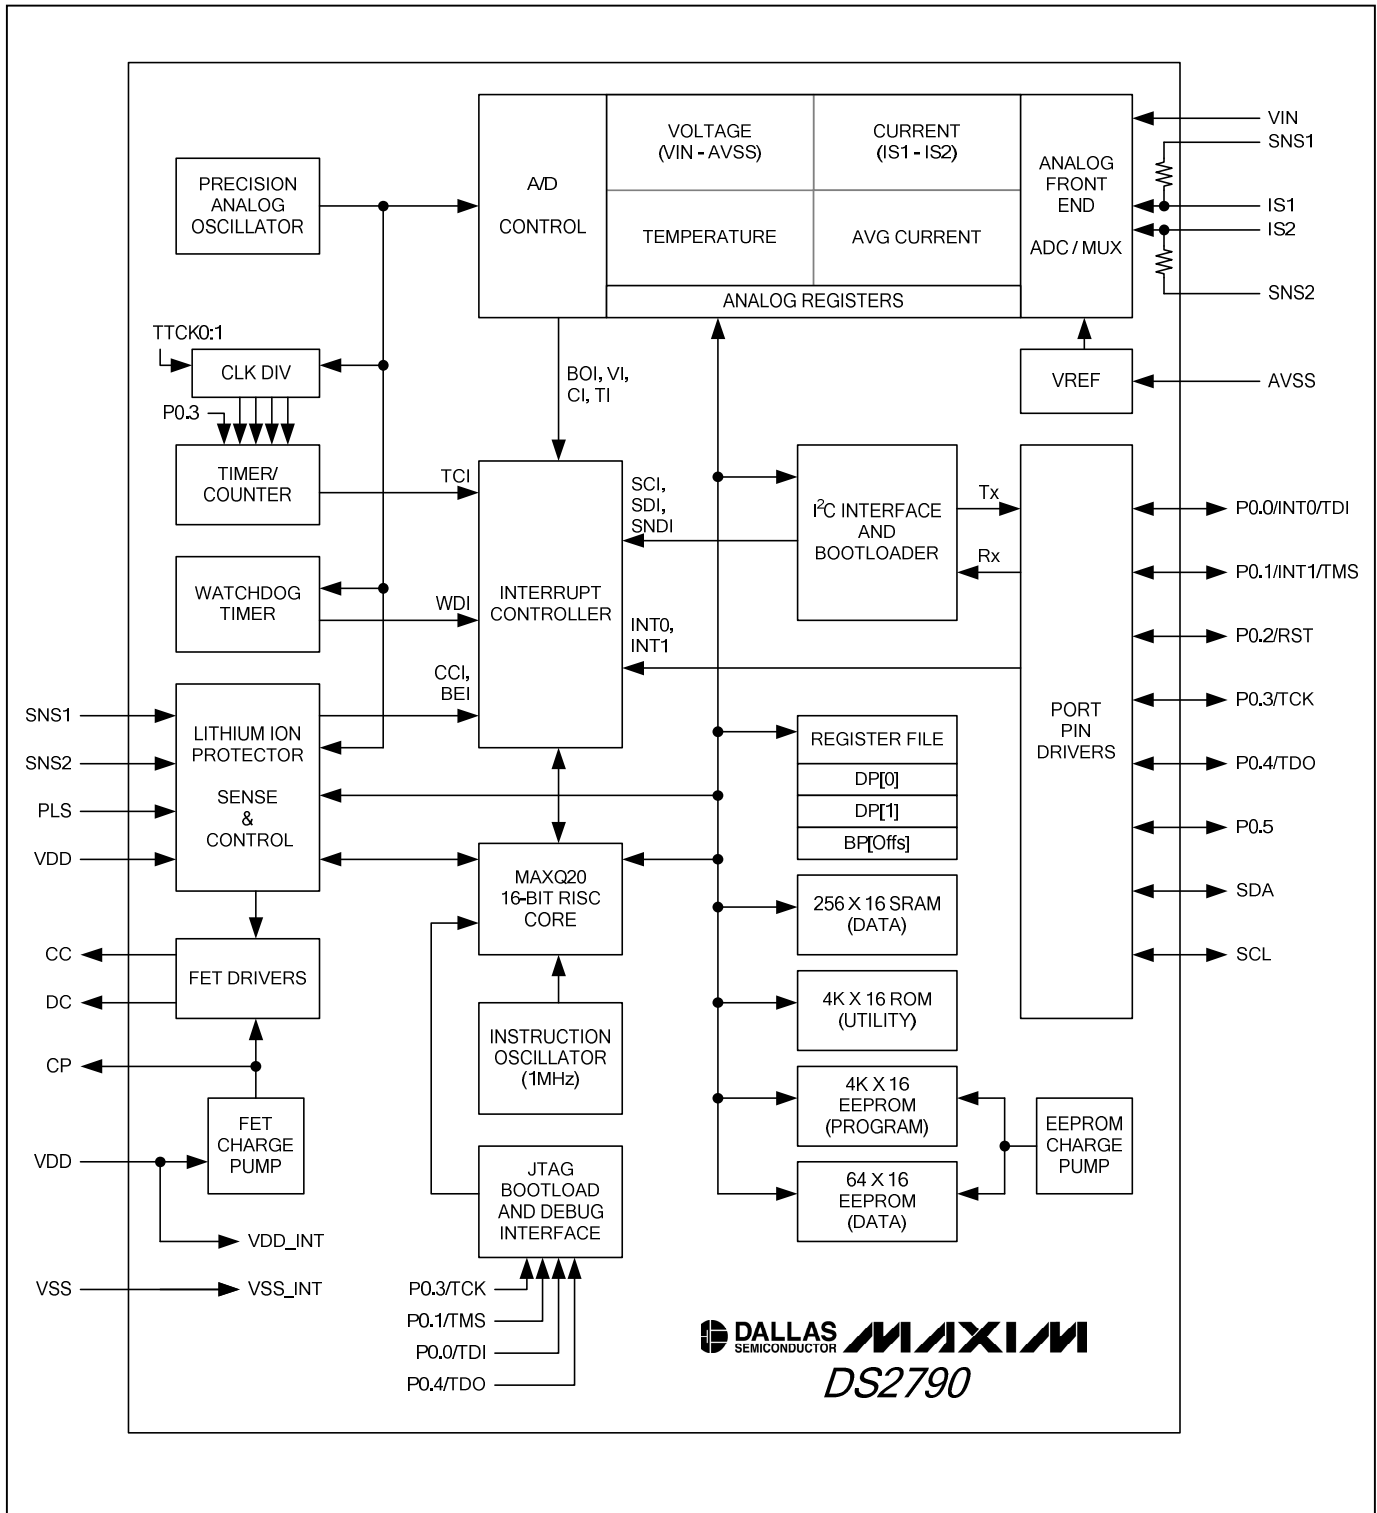 PRECISION
ANALOG
OSCILLATOR
A/D
CONTROL
VOLTAGE
(VIN - AVSS)
CURRENT
(IS1 - IS2)
TEMPERATURE
AVG CURRENT
ANALOG REGISTERS
ANALOG
FRONT
END
ADC / MUX
VIN
SNS1
IS1
IS2
SNS2
VREF
AVSS
TTCK0:1
CLK DIV
P0.3
TIMER/
COUNTER
BOI, VI,
CI, TI
TCI
WATCHDOG
TIMER
WDI
INTERRUPT
CONTROLLER
SCI,
SDI,
SNDI
INT0,
INT1
I²C INTERFACE
AND
BOOTLOADER
Tx
Rx
PORT
PIN
DRIVERS
P0.0/INT0/TDI
P0.1/INT1/TMS
P0.2/RST
P0.3/TCK
P0.4/TDO
P0.5
SDA
SCL
CCI,
BEI
SNS1
SNS2
PLS
VDD
LITHIUM ION
PROTECTOR
SENSE
&
CONTROL
REGISTER FILE
DP[0]
DP[1]
BP[Offs]
MAXQ20
16-BIT RISC
CORE
256 X 16 SRAM
(DATA)
CC
DC
CP
FET DRIVERS
INSTRUCTION
OSCILLATOR
(1MHz)
4K X 16 ROM
(UTILITY)
4K X 16
EEPROM
(PROGRAM)
EEPROM
CHARGE
PUMP
VDD
FET
CHARGE
PUMP
JTAG
BOOTLOAD
AND DEBUG
INTERFACE
64 X 16
EEPROM
(DATA)
VDD_INT
VSS
VSS_INT
P0.3/TCK
P0.1/TMS
P0.0/TDI
P0.4/TDO
DALLAS
SEMICONDUCTOR
MAXIM
DS2790